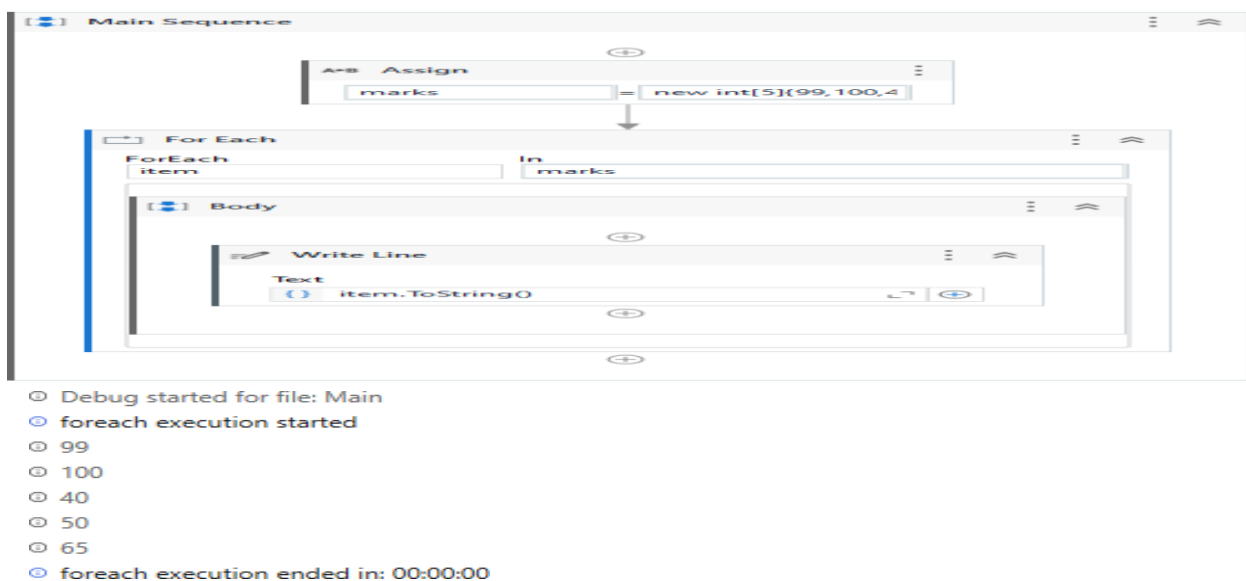 Main Sequence
A=B Assign
marks = new int[5]{99,100,4
For Each
ForEach In
item marks
Body
Write Line
Text
{ } item.ToString()
Debug started for file: Main
foreach execution started
99
100
40
50
65
foreach execution ended in: 00:00:00